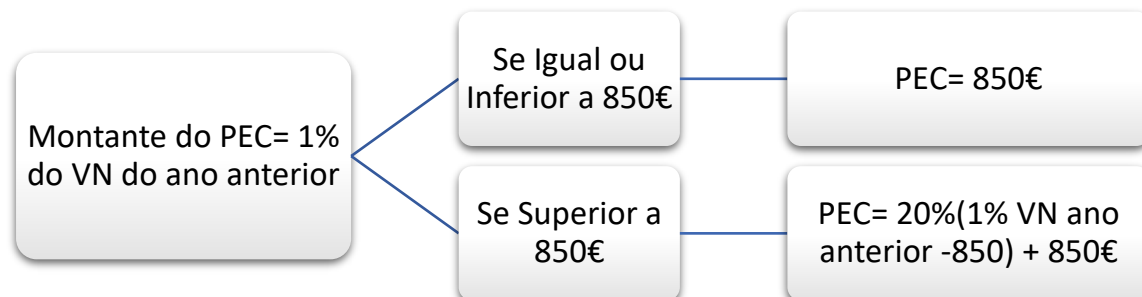 Montante do PEC= 1%
do VN do ano anterior
Se Igual ou
Inferior a 850€
PEC= 850€
Se Superior a
850€
PEC= 20%(1% VN ano
anterior -850) + 850€